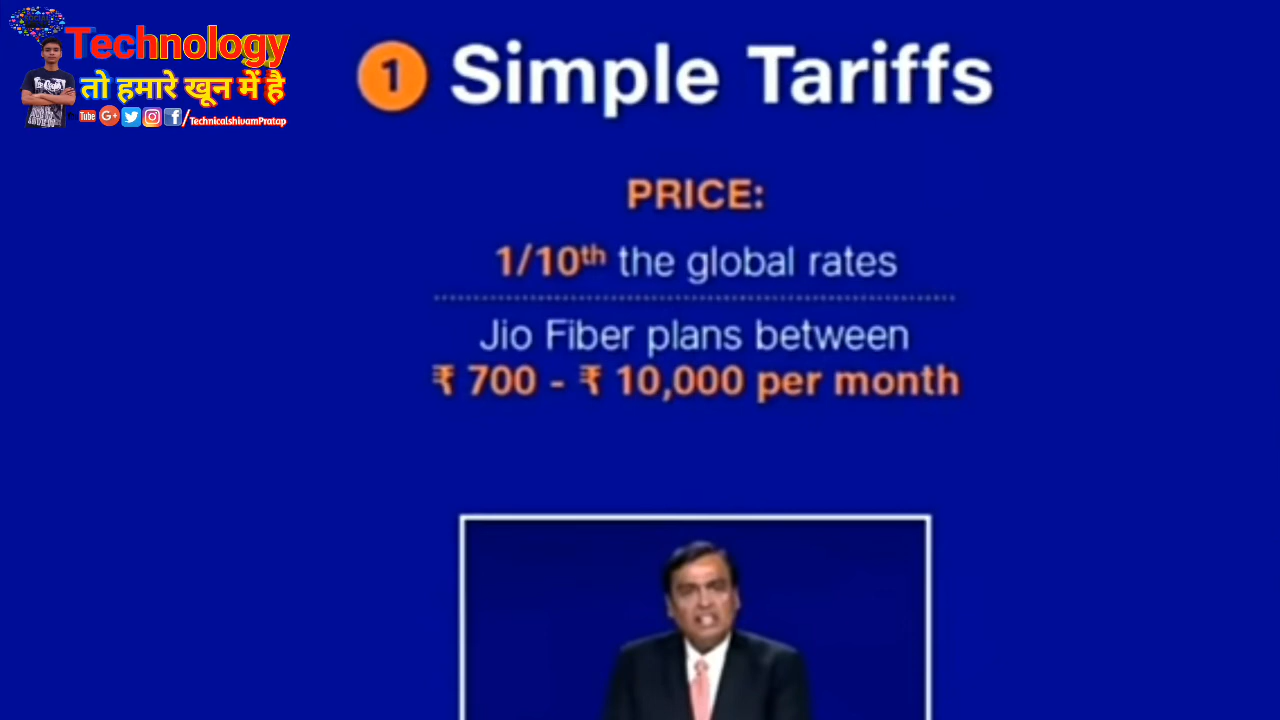 Technology
तो हमारे खून में है
Tube G+ f /TechnicalshivamPratap
1 Simple Tariffs
PRICE:
1/10th the global rates
Jio Fiber plans between
₹ 700 - ₹ 10,000 per month